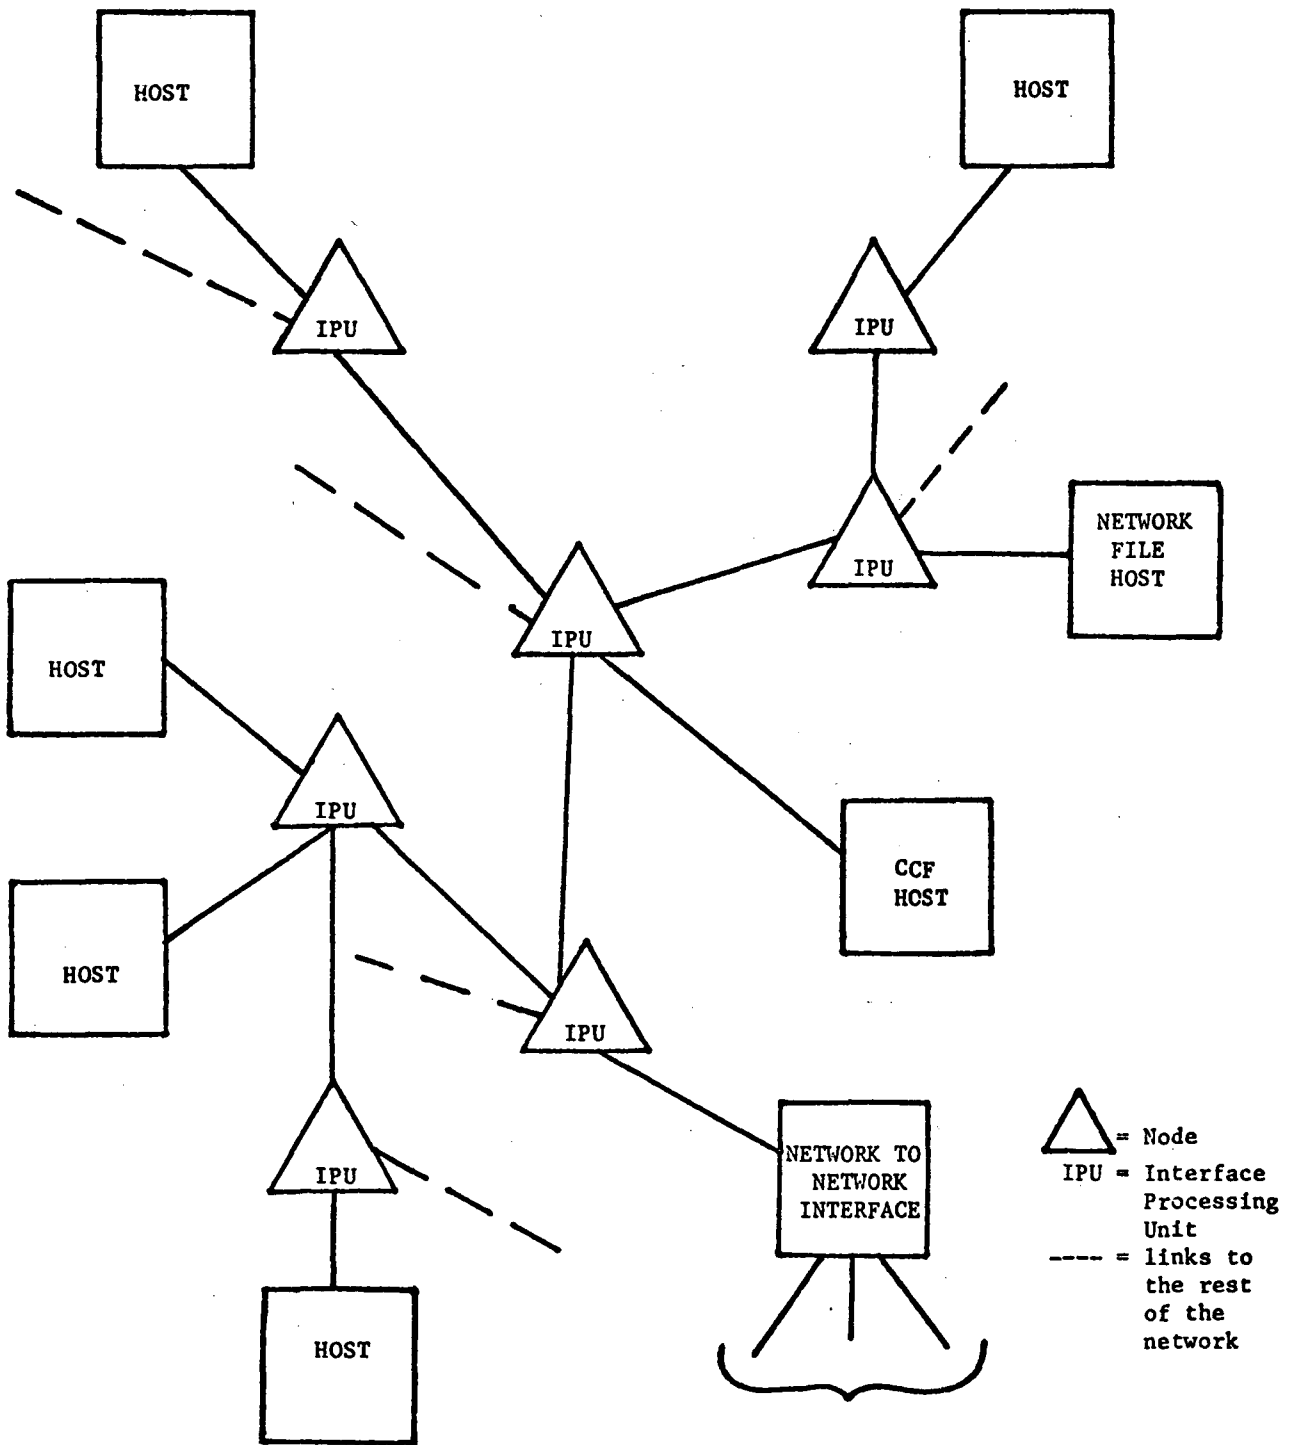 HOST
HOST
IPU
IPU
NETWORK
FILE
HOST
IPU
IPU
HOST
IPU
CCF
HOST
HOST
IPU
NETWORK TO
NETWORK
INTERFACE
IPU
HOST
= Node
IPU = Interface
Processing
Unit
---- = links to
the rest
of the
network